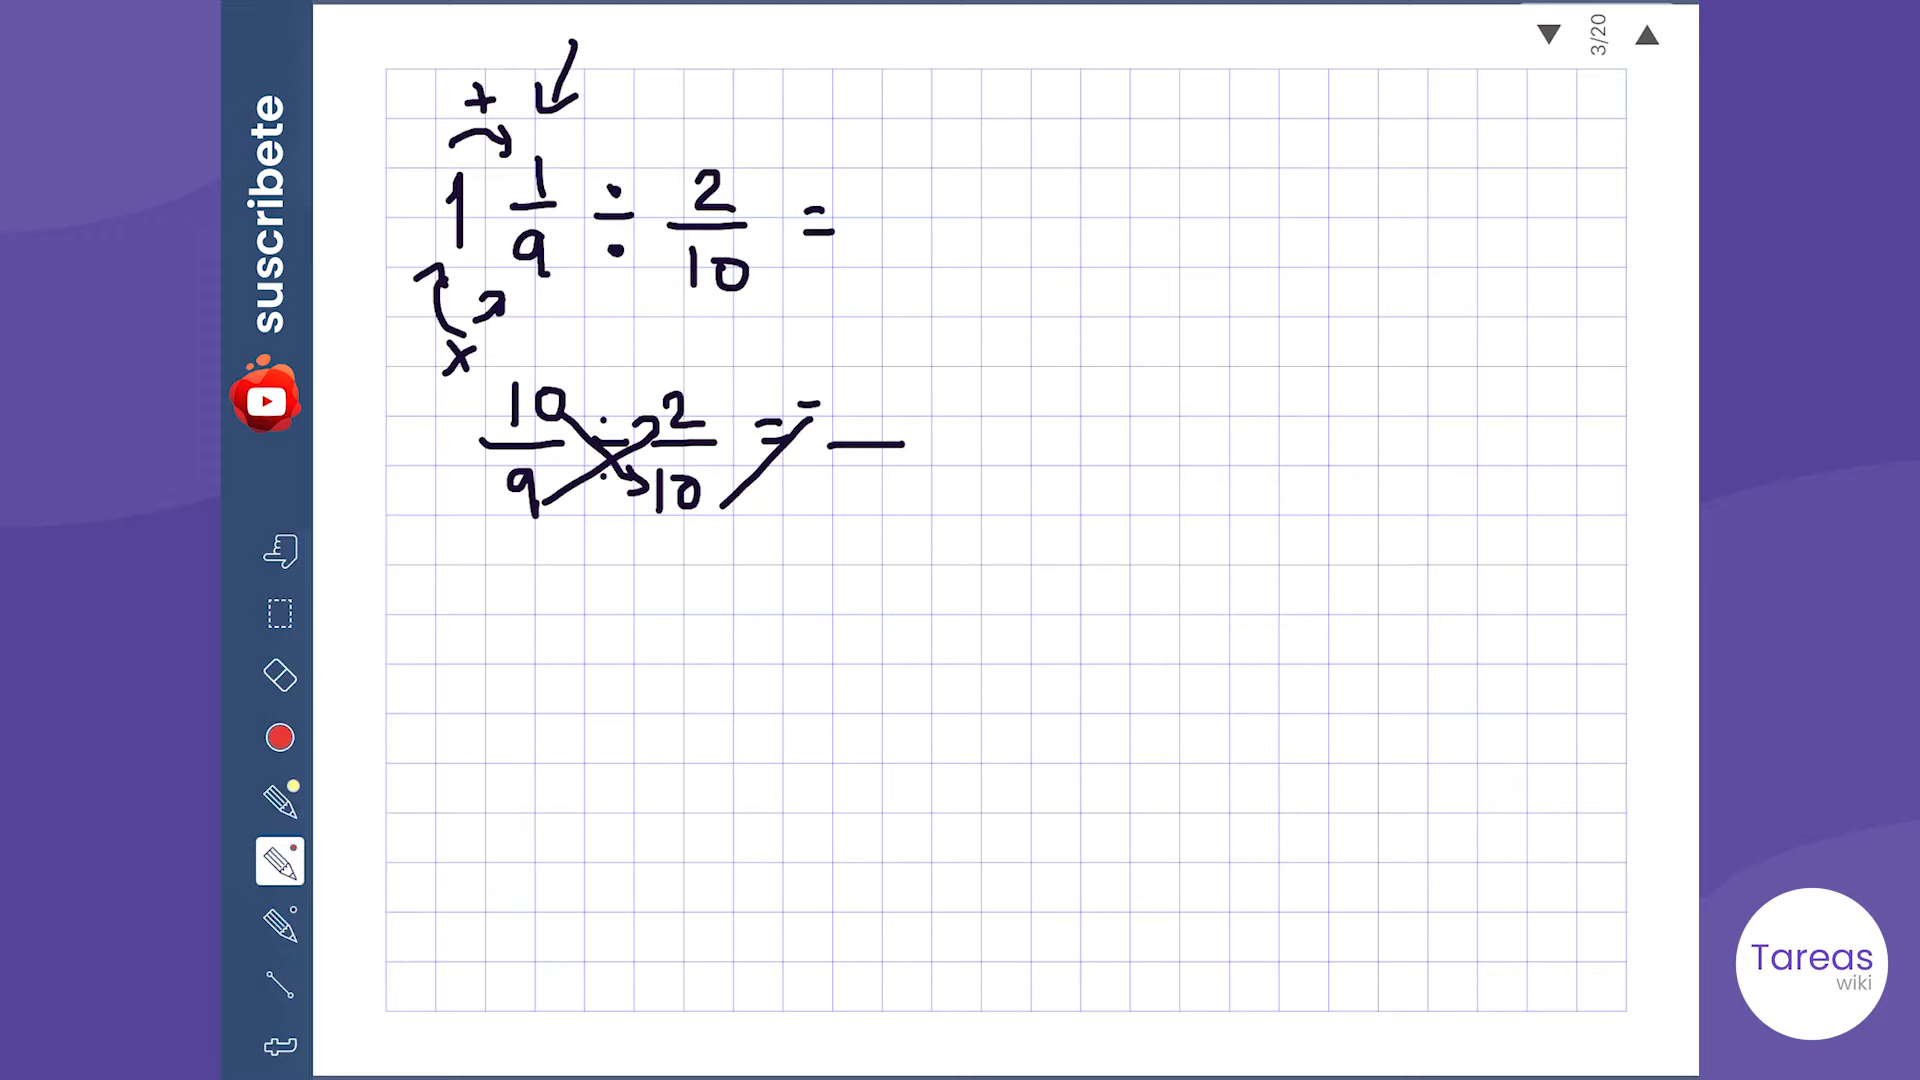 3/20
suscribete
+
1 1/9 ÷ 2/10 =
x
10/9 ÷ 2/10 = —
Tareas
wiki